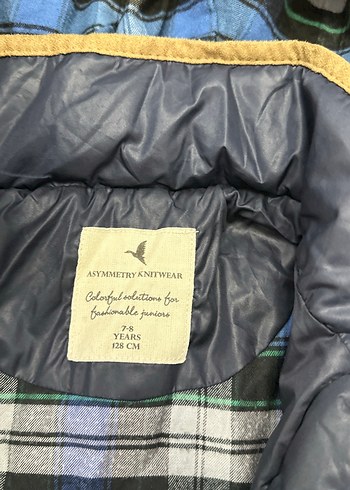 ASYMMETRY KNITWEAR
Colorful solutions for
fashionable juniors
7-8
YEARS
128 CM